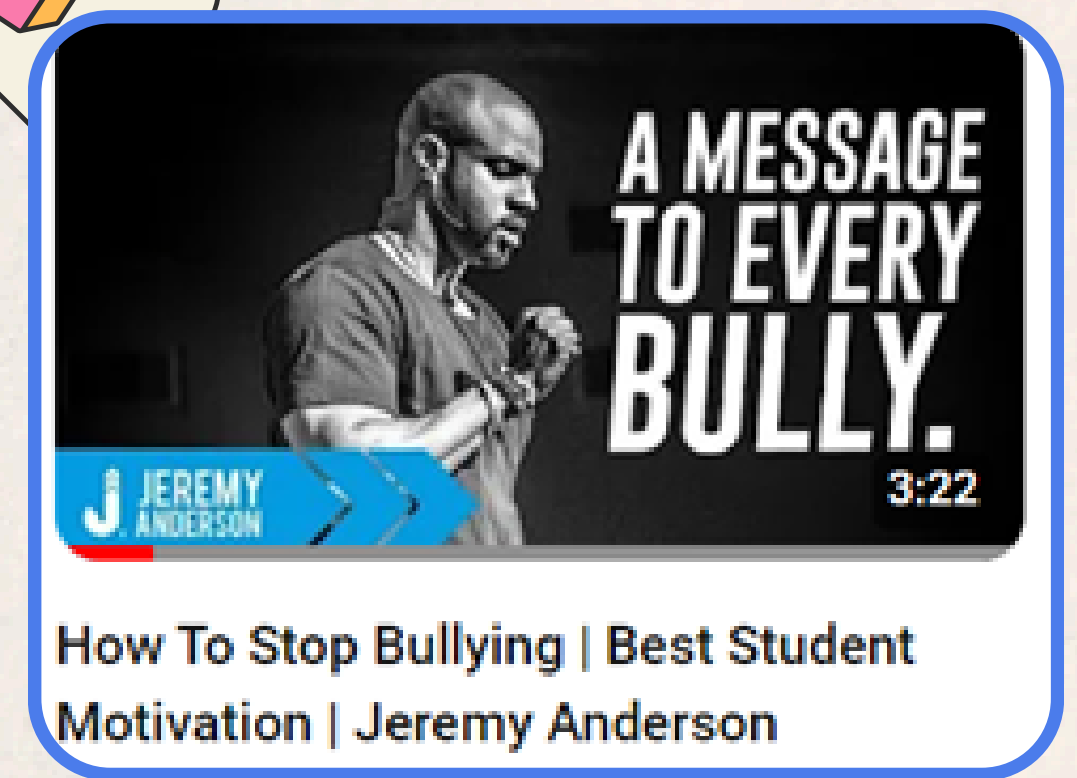 A MESSAGE
TO EVERY
BULLY.
3:22
J. JEREMY
ANDERSON
How To Stop Bullying | Best Student
Motivation | Jeremy Anderson